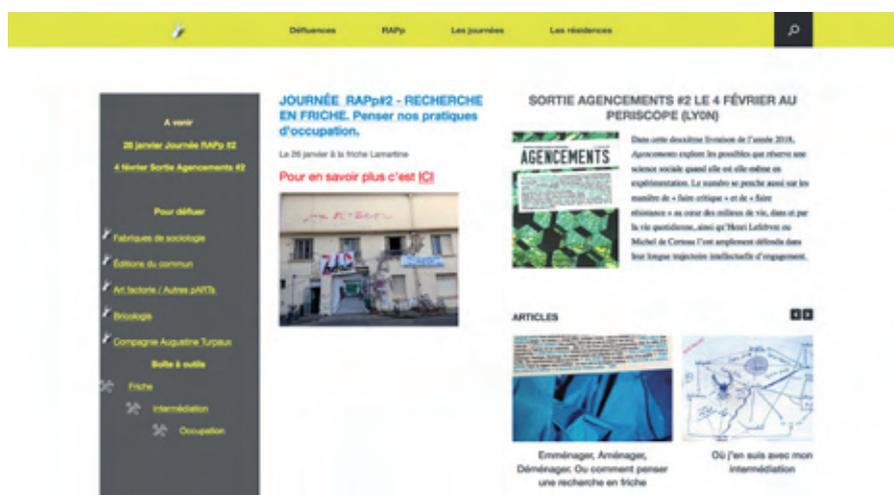 Défluences RAPp Les journées Les résidences
A venir
26 janvier Journée RAPp #2
4 février Sortie Agencements #2
Pour défluer
Fabriques de sociologie
Éditions du commun
Art factorie / Autres pARTs
Bricologis
Compagnie Augustine Turpaux
Boîte à outils
Friche
Intermédiation
Occupation
JOURNÉE RAPp#2 - RECHERCHE
EN FRICHE. Penser nos pratiques
d'occupation.
Le 26 janvier à la friche Lamartine
Pour en savoir plus c'est ICI
SORTIE AGENCEMENTS #2 LE 4 FÉVRIER AU
PERISCOPE (LYON)
AGENCEMENTS
Dans cette deuxième livraison de l'année 2018,
Agencements explore les possibles que réserve une
science sociale quand elle est elle-même en
expérimentation. Le numéro se penche aussi sur les
manière de « faire critique » et de « faire
résistance » au cœur des milieux de vie, dans et par
la vie quotidienne, ainsi qu'Henri Lefebvre ou
Michel de Certeau l'ont amplement défendu dans
leur longue trajectoire intellectuelle d'engagement.
ARTICLES
Emménager, Aménager,
Déménager. Ou comment penser
une recherche en friche
Où j'en suis avec mon
intermédiation